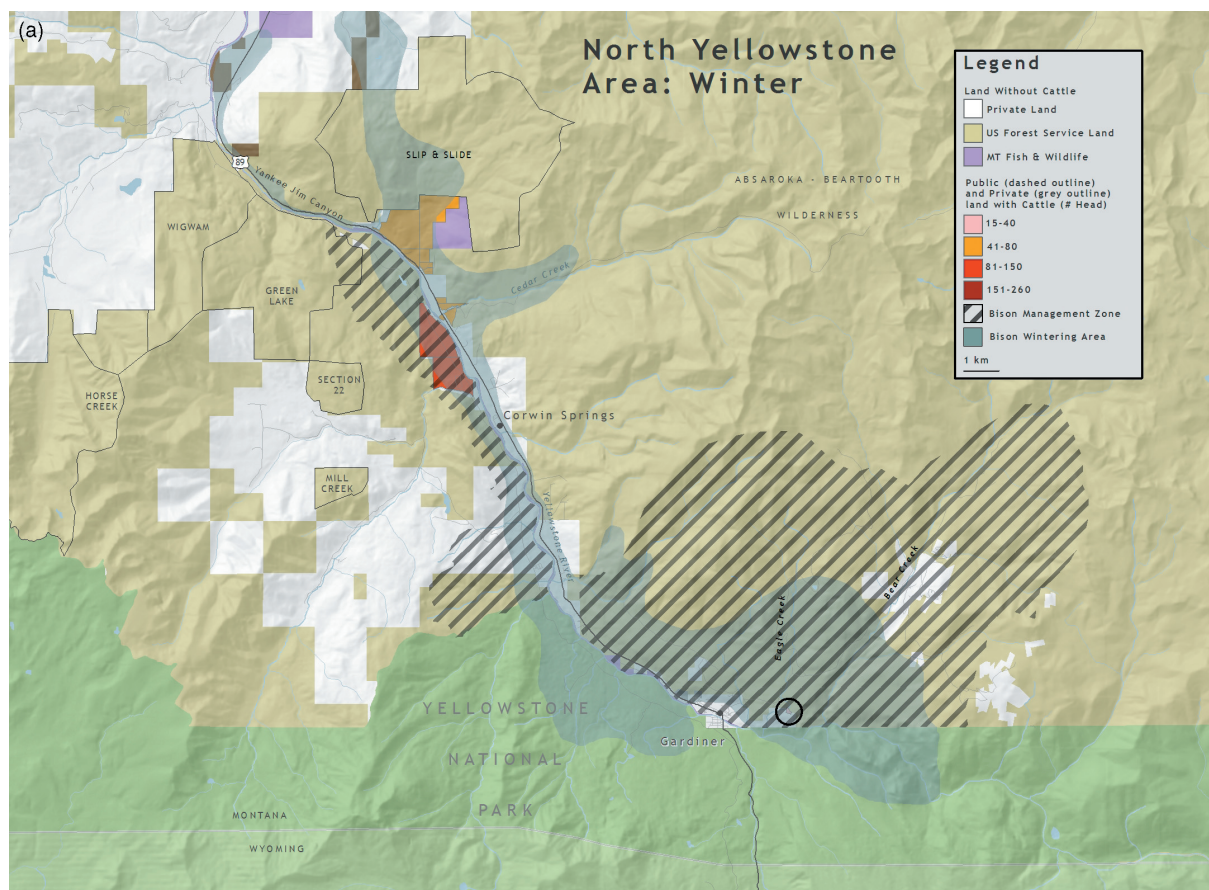 (a)
North Yellowstone
Area: Winter
Legend
Land Without Cattle
Private Land
US Forest Service Land
MT Fish & Wildlife
Public (dashed outline)
and Private (grey outline)
land with Cattle (# Head)
15-40
41-80
81-150
151-260
Bison Management Zone
Bison Wintering Area
1 km
SLIP & SLIDE
89
Yankee Jim Canyon
ABSAROKA - BEARTOOTH
WILDERNESS
WIGWAM
Cedar Creek
GREEN
LAKE
SECTION
22
HORSE
CREEK
Corwin Springs
MILL
CREEK
Yellowstone River
Bear Creek
Eagle Creek
YELLOWSTONE
Gardiner
NATIONAL
PARK
MONTANA
WYOMING